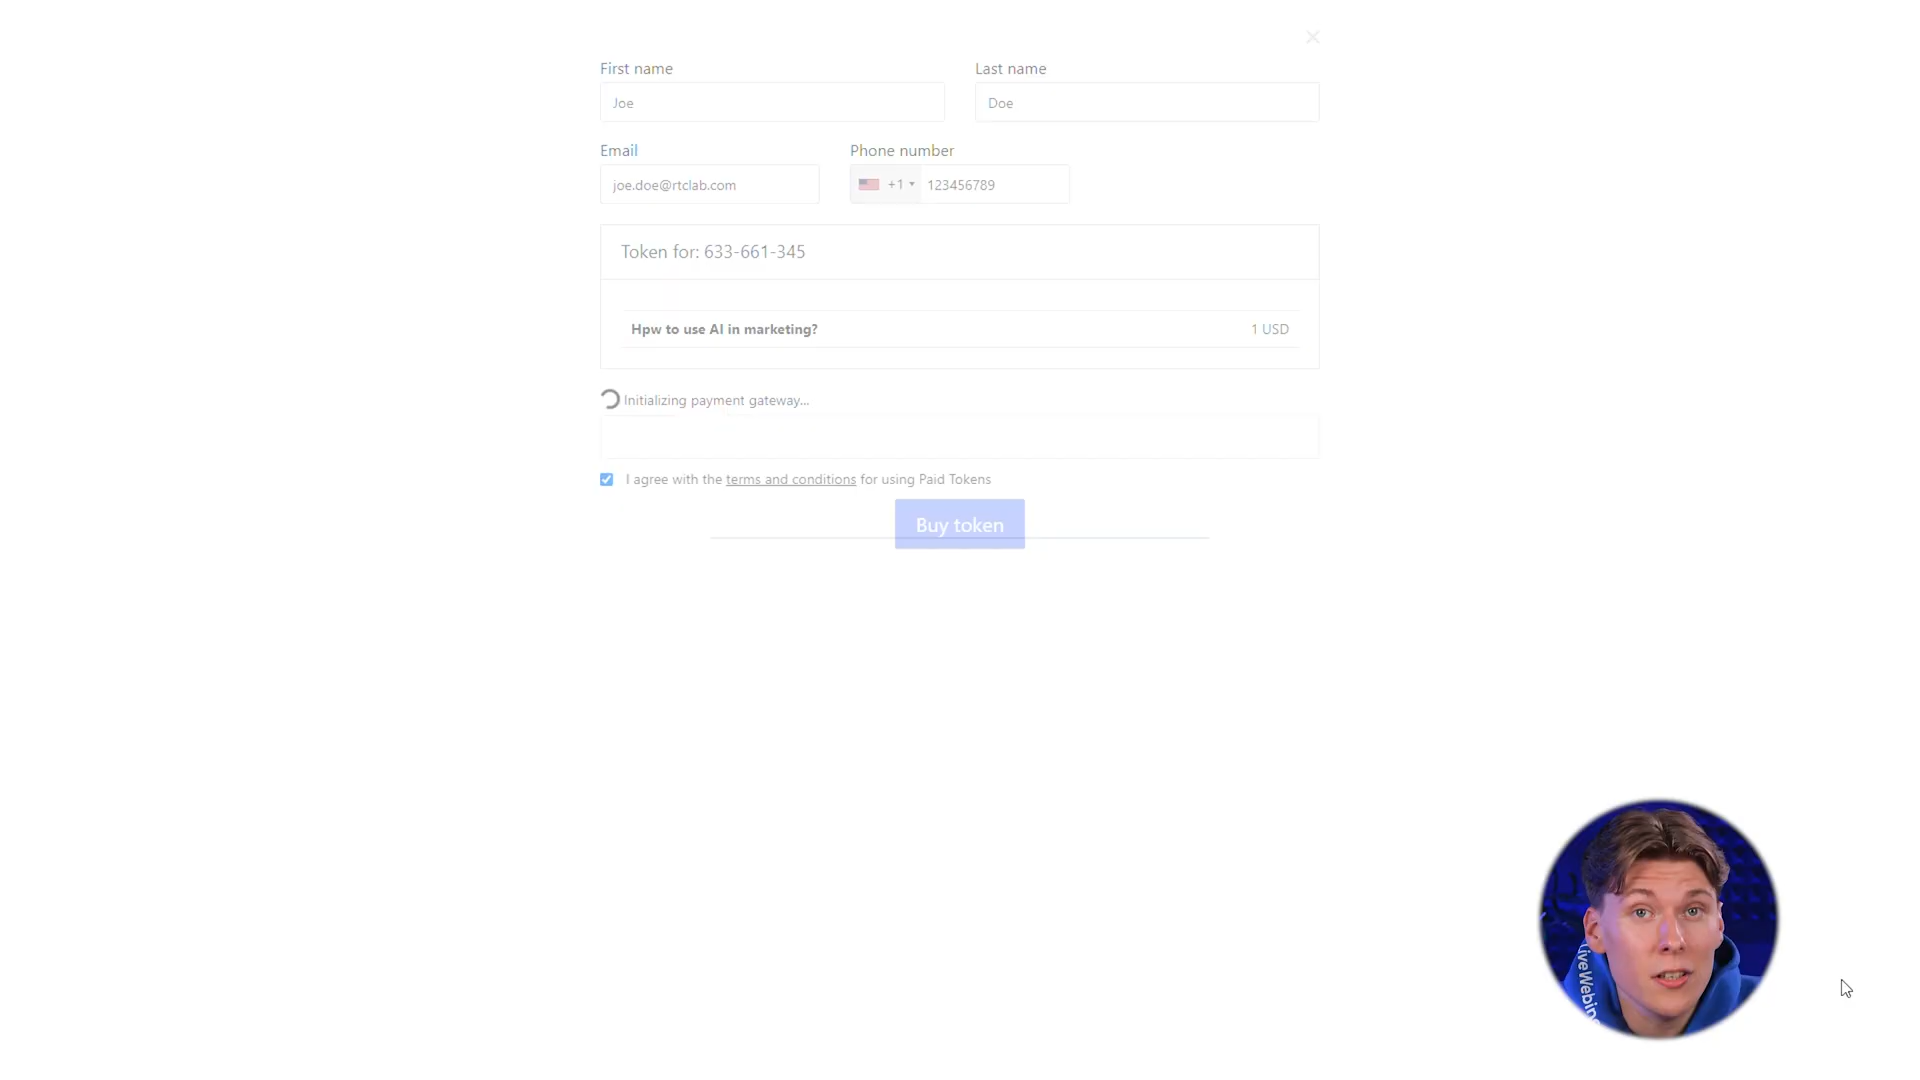 First name
Last name
Joe
Doe
Email
Phone number
joe.doe@rtclab.com
+1
123456789
Token for: 633-661-345
Hpw to use AI in marketing?
1 USD
Initializing payment gateway...
I agree with the terms and conditions for using Paid Tokens
Buy token
iveWebin